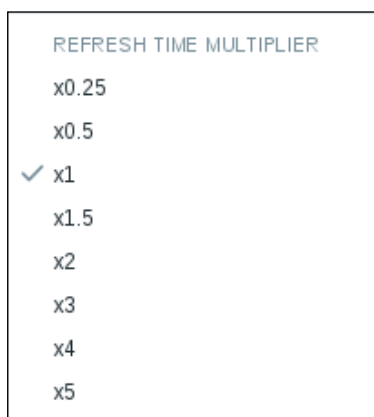 REFRESH TIME MULTIPLIER
x0.25
x0.5
x1
x1.5
x2
x3
x4
x5